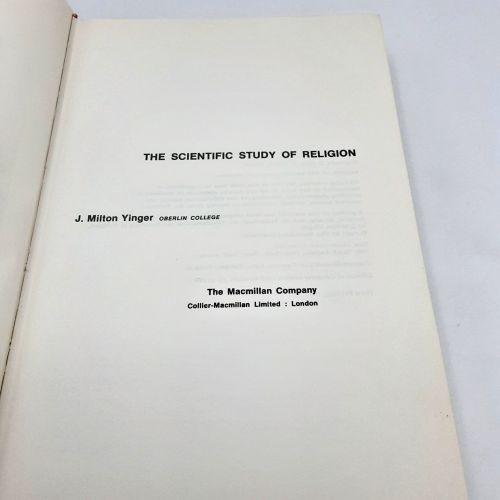 THE SCIENTIFIC STUDY OF RELIGION
J. Milton Yinger OBERLIN COLLEGE
The Macmillan Company
Collier-Macmillan Limited : London